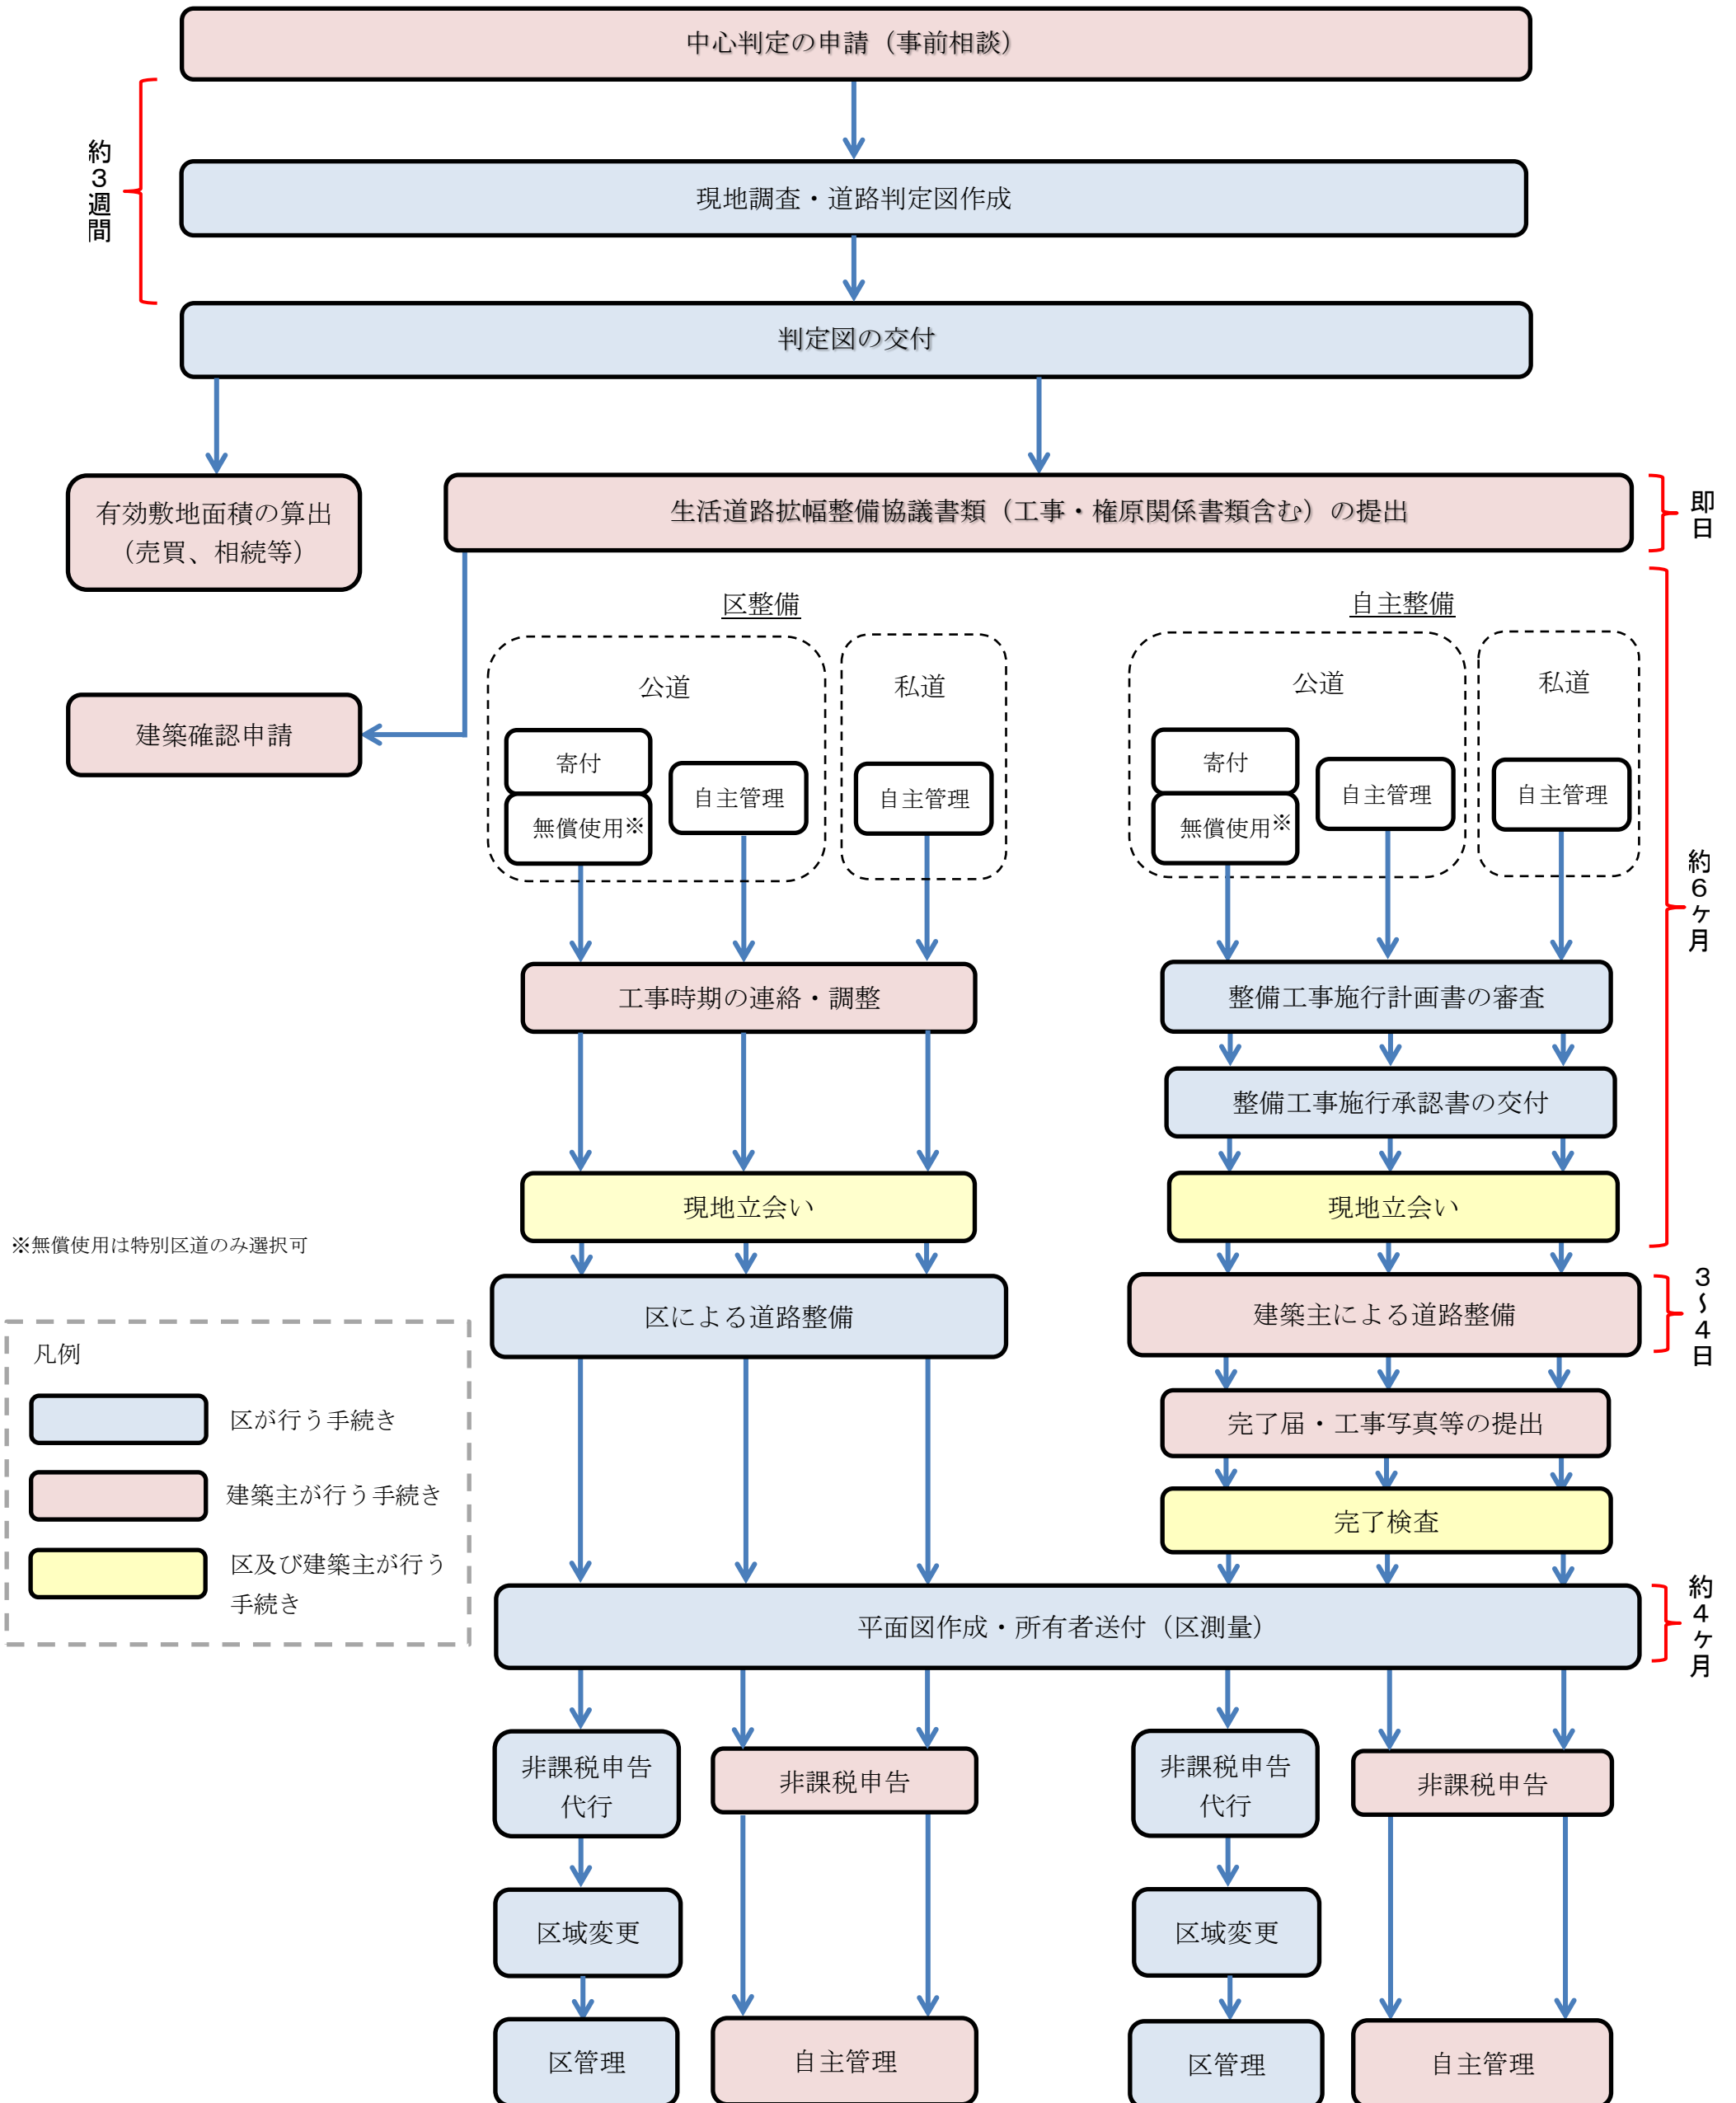 中心判定の申請（事前相談）
約３週間
現地調査・道路判定図作成
判定図の交付
有効敷地面積の算出
（売買、相続等）
生活道路拡幅整備協議書類（工事・権原関係書類含む）の提出
即日
区整備
自主整備
公道
私道
公道
私道
建築確認申請
寄付
無償使用※
自主管理
自主管理
寄付
無償使用※
自主管理
自主管理
約６ヶ月
工事時期の連絡・調整
整備工事施行計画書の審査
整備工事施行承認書の交付
現地立会い
現地立会い
※無償使用は特別区道のみ選択可
区による道路整備
建築主による道路整備
３～４日
凡例
区が行う手続き
建築主が行う手続き
区及び建築主が行う
手続き
完了届・工事写真等の提出
完了検査
平面図作成・所有者送付（区測量）
約４ヶ月
非課税申告
代行
非課税申告
非課税申告
代行
非課税申告
区域変更
区域変更
区管理
自主管理
区管理
自主管理